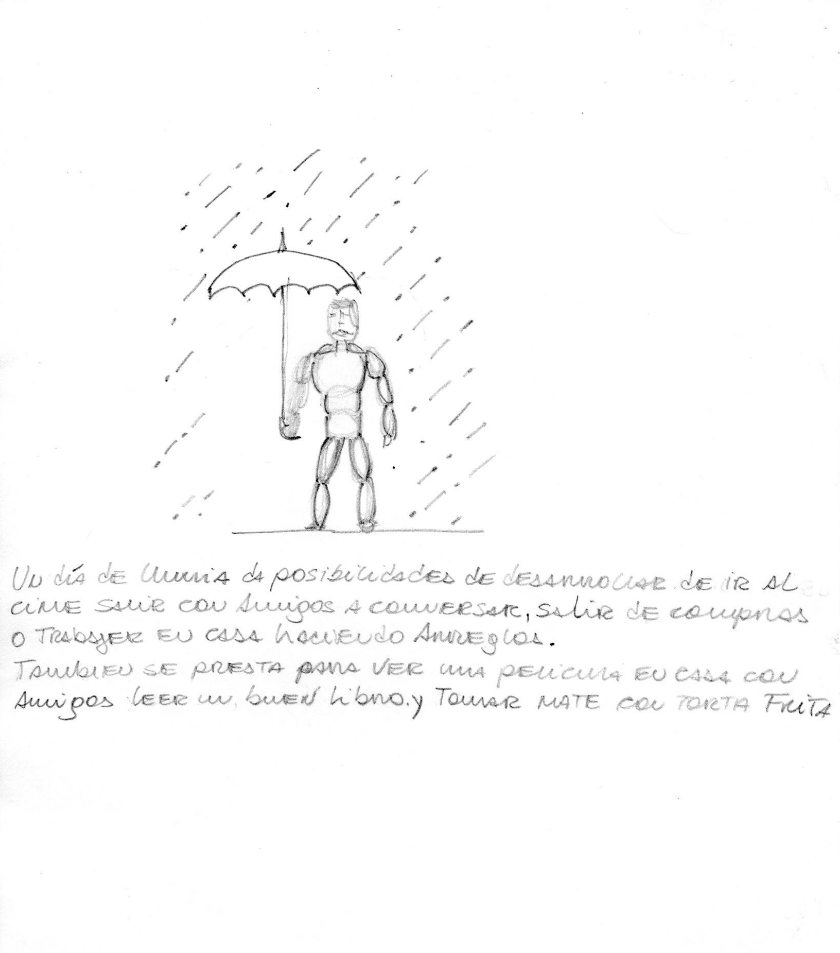 Un día de lluvia da posibilidades de desarrollar de ir al
cine salir con Amigos a conversar, salir de compras
o Trabajer en casa haciendo Arreglos.
Tambien se presta para ver una pelicula en casa con
Amigos leer un buen libro. y Tomar mate con torta Frita